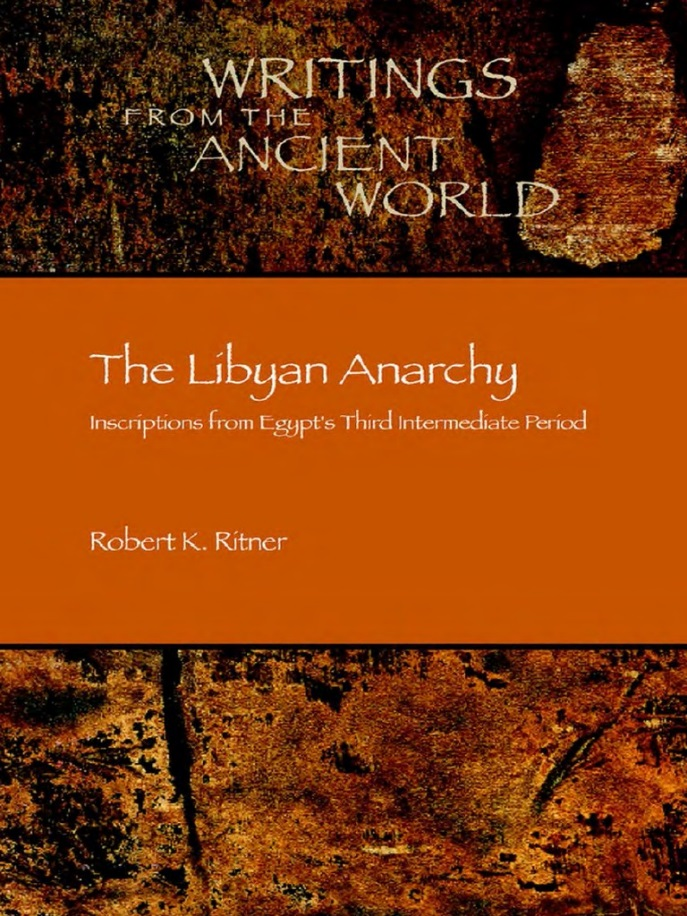 WRITINGS
FROM THE
ANCIENT
WORLD
The Libyan Anarchy
Inscriptions from Egypt's Third Intermediate Period
Robert K. Ritner